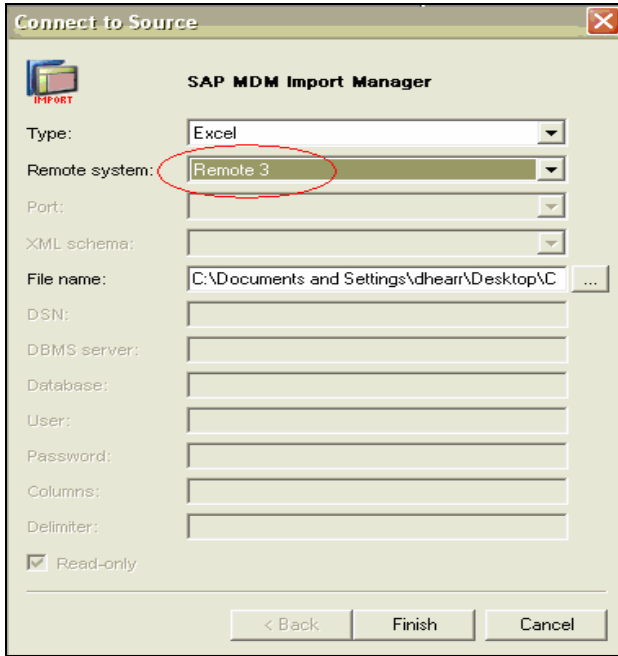 Connect to Source
IMPORT
SAP MDM Import Manager
Type: Excel
Remote system: Remote 3
Port:
XML schema:
File name: C:\Documents and Settings\dhearr\Desktop\C ...
DSN:
DBMS server:
Database:
User:
Password:
Columns:
Delimiter:
Read-only
< Back Finish Cancel